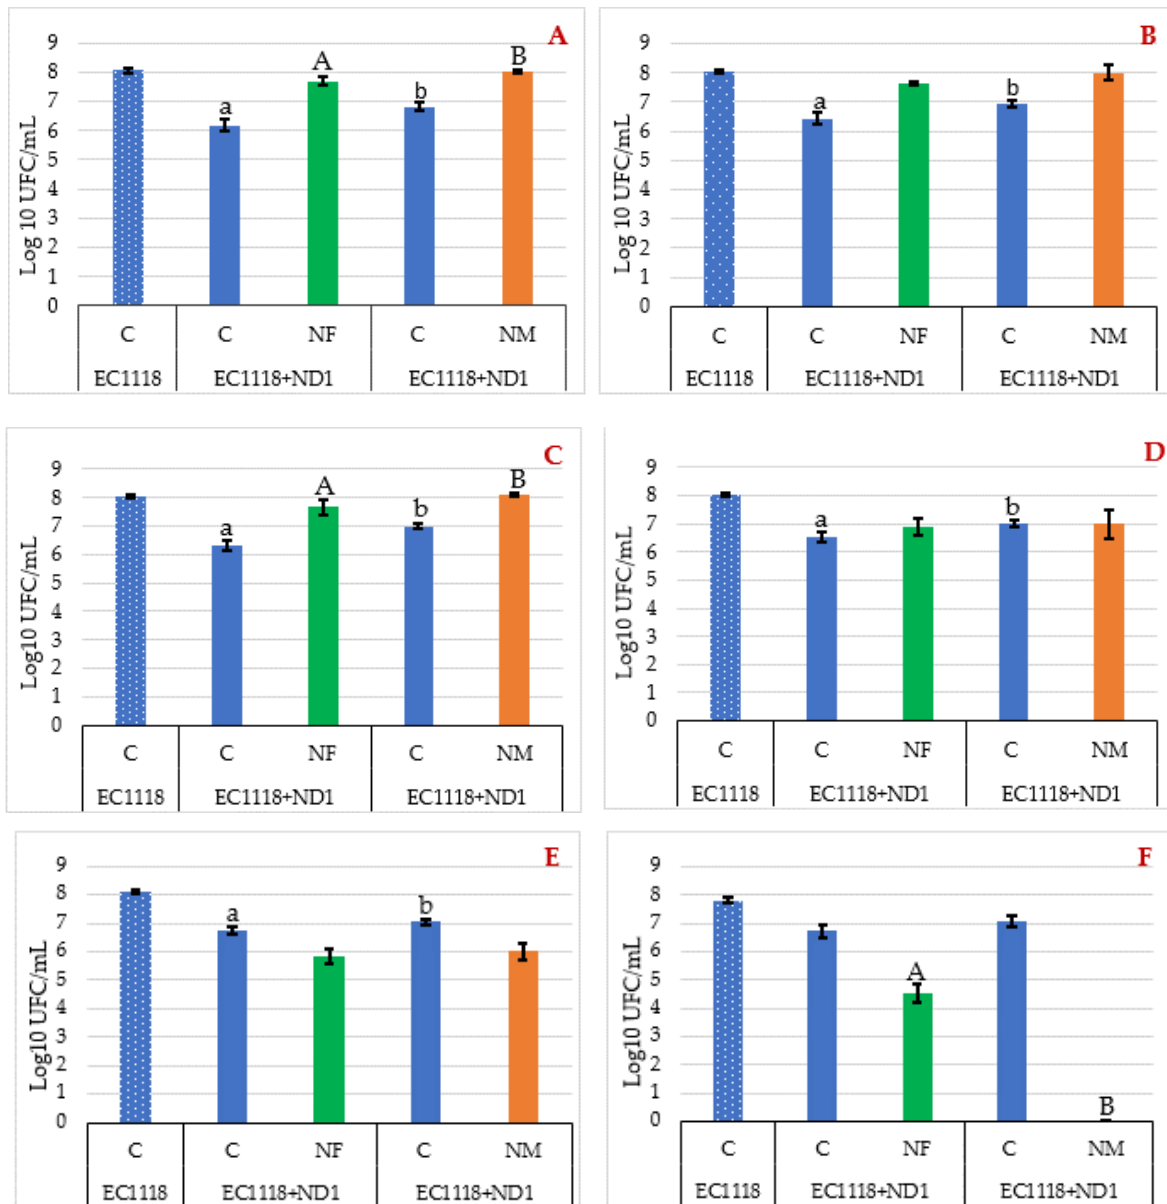 A
9
8
7
6
5
4
3
2
1
0
Log 10 UFC/mL
a
A
b
B
C
C
NF
C
NM
EC1118
EC1118+ND1
EC1118+ND1
B
9
8
7
6
5
4
3
2
1
0
Log 10 UFC/mL
a
b
C
C
NF
C
NM
EC1118
EC1118+ND1
EC1118+ND1
C
9
8
7
6
5
4
3
2
1
0
Log10 UFC/mL
a
A
b
B
C
C
NF
C
NM
EC1118
EC1118+ND1
EC1118+ND1
D
9
8
7
6
5
4
3
2
1
0
Log10 UFC/mL
a
b
C
C
NF
C
NM
EC1118
EC1118+ND1
EC1118+ND1
E
9
8
7
6
5
4
3
2
1
0
Log10 UFC/mL
a
b
C
C
NF
C
NM
EC1118
EC1118+ND1
EC1118+ND1
F
9
8
7
6
5
4
3
2
1
0
Log10 UFC/mL
A
B
C
C
NF
C
NM
EC1118
EC1118+ND1
EC1118+ND1